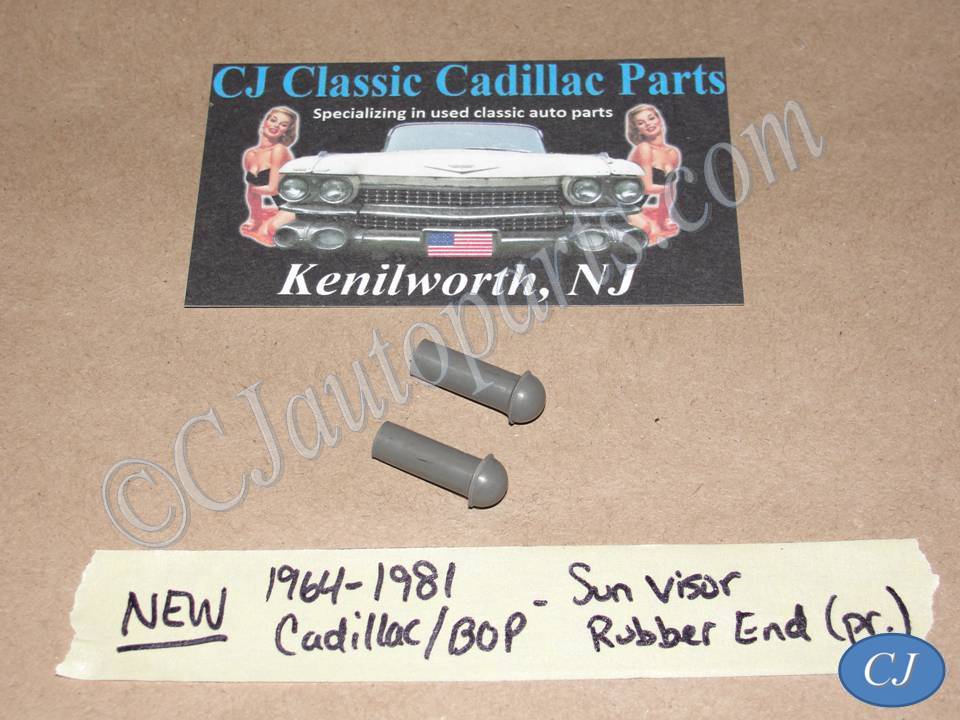 CJ Classic Cadillac Parts
Specializing in used classic auto parts
Kenilworth, NJ
©CJautoparts.com
NEW 1964-1981 - Sun Visor
Cadillac/BOP Rubber End (pr.)
CJ